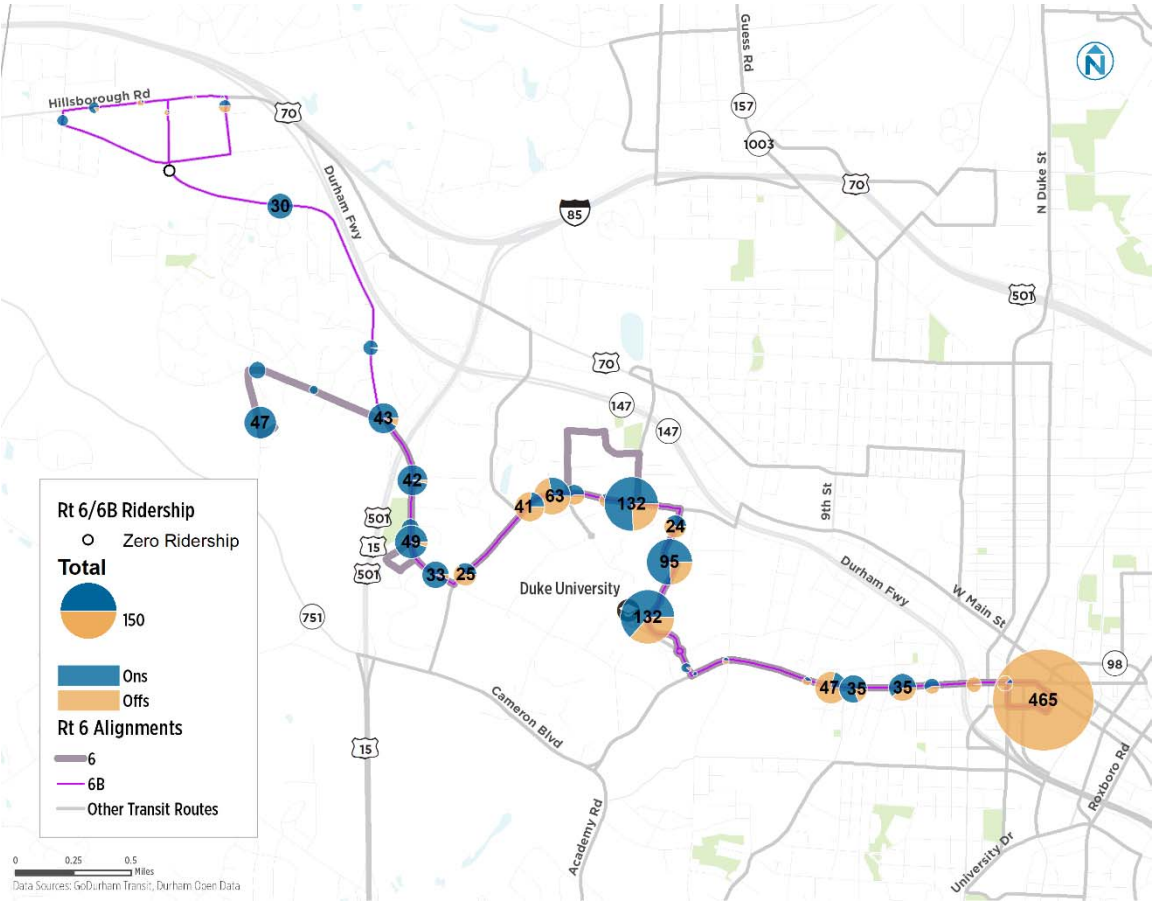 Guess Rd
N
Hillsborough Rd
70
157
1003
N Duke St
Durham Fwy
70
85
30
501
70
147
147
47
43
42
63
41
132
9th St
Rt 6/6B Ridership
Zero Ridership
Total
150
Ons
Offs
Rt 6 Alignments
6
6B
Other Transit Routes
501
15
501
49
24
33
25
95
Duke University
132
Durham Fwy
W Main St
751
98
47
35
35
465
Cameron Blvd
15
Academy Rd
Roxboro Rd
University Dr
0 0.25 0.5
Miles
Data Sources: GoDurham Transit, Durham Open Data